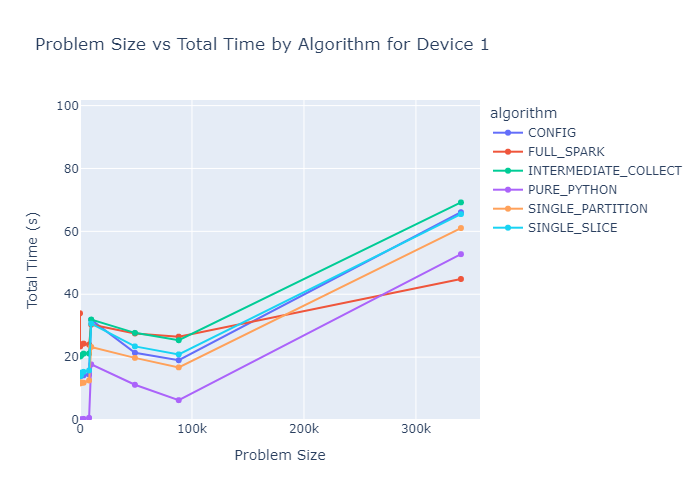 Problem Size vs Total Time by Algorithm for Device 1
algorithm
CONFIG
FULL_SPARK
INTERMEDIATE_COLLECT
PURE_PYTHON
SINGLE_PARTITION
SINGLE_SLICE
Total Time (s)
100
80
60
40
20
0
0 100k 200k 300k
Problem Size